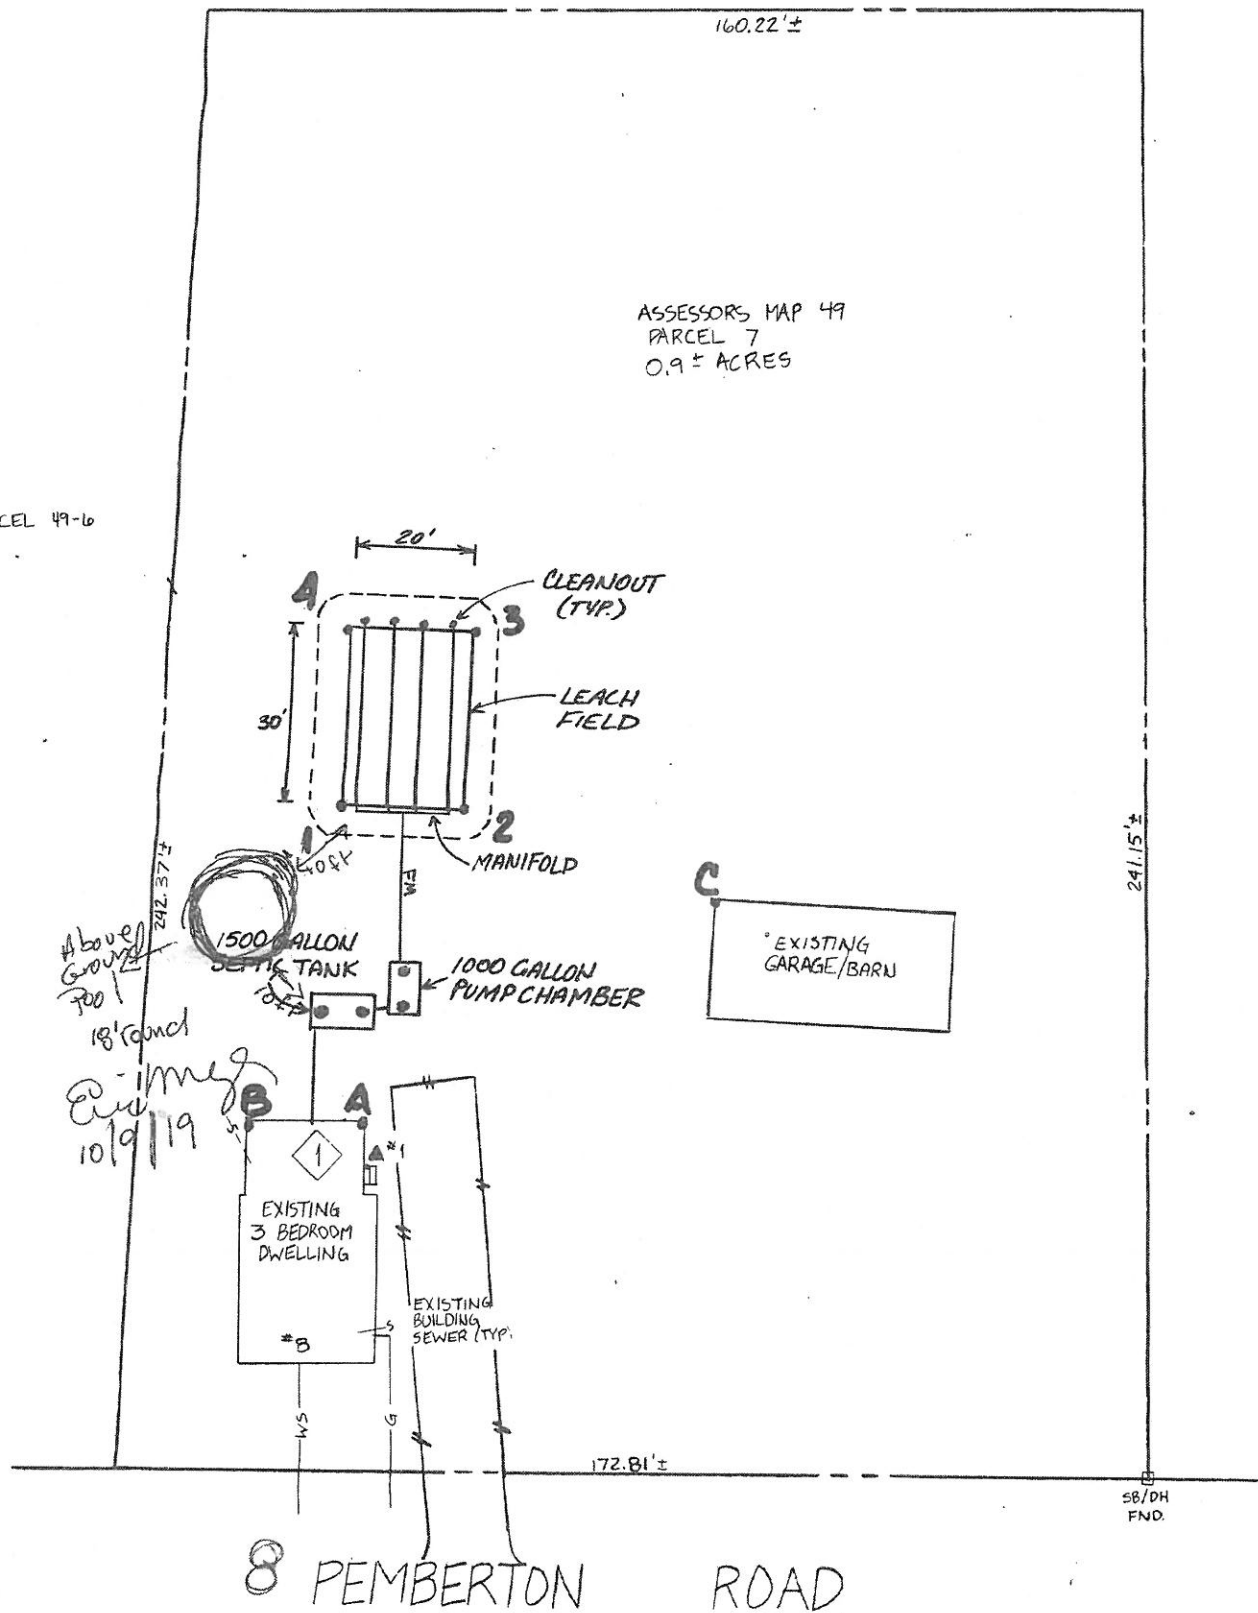 160.22'±
ASSESSORS MAP 49
PARCEL 7
0.9± ACRES
CEL 49-6
20'
4
CLEANOUT
(TYP.)
3
30'
LEACH
FIELD
1
2
40ft
MANIFOLD
FM
242.37'±
241.15'±
C
EXISTING
GARAGE/BARN
Above
Ground
Pool
18' round
1500 GALLON
SEPTIC TANK
10ft
1000 GALLON
PUMP CHAMBER
10/9/19
B
A
S
1
#1
EXISTING
3 BEDROOM
DWELLING
#8
S
EXISTING
BUILDING
SEWER (TYP.
WS
G
172.81'±
SB/DH
FND.
8 PEMBERTON ROAD